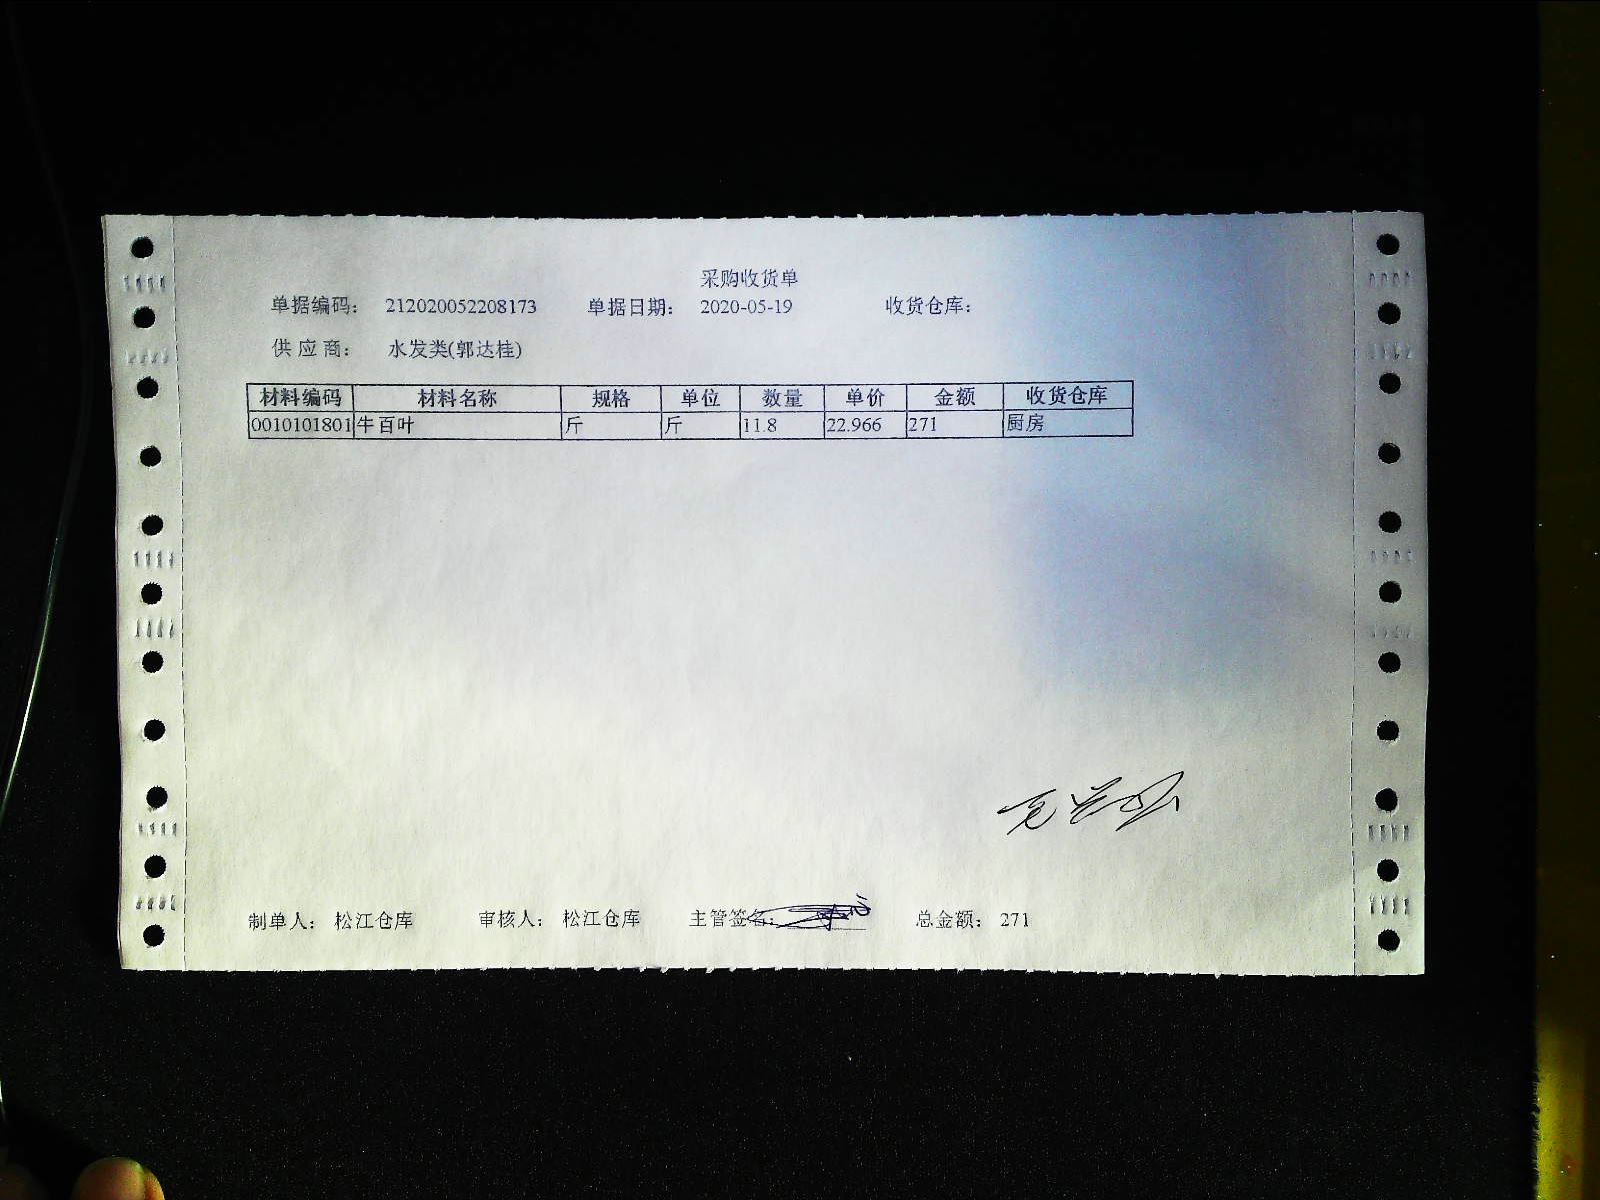 采购收货单
单据编码: 212020052208173 单据日期: 2020-05-19 收货仓库:
供应商: 水发类(郭达桂)
材料编码 材料名称 规格 单位 数量 单价 金额 收货仓库
0010101801 牛百叶 斤 斤 11.8 22.966 271 厨房
制单人: 松江仓库 审核人: 松江仓库 主管签名: 总金额: 271